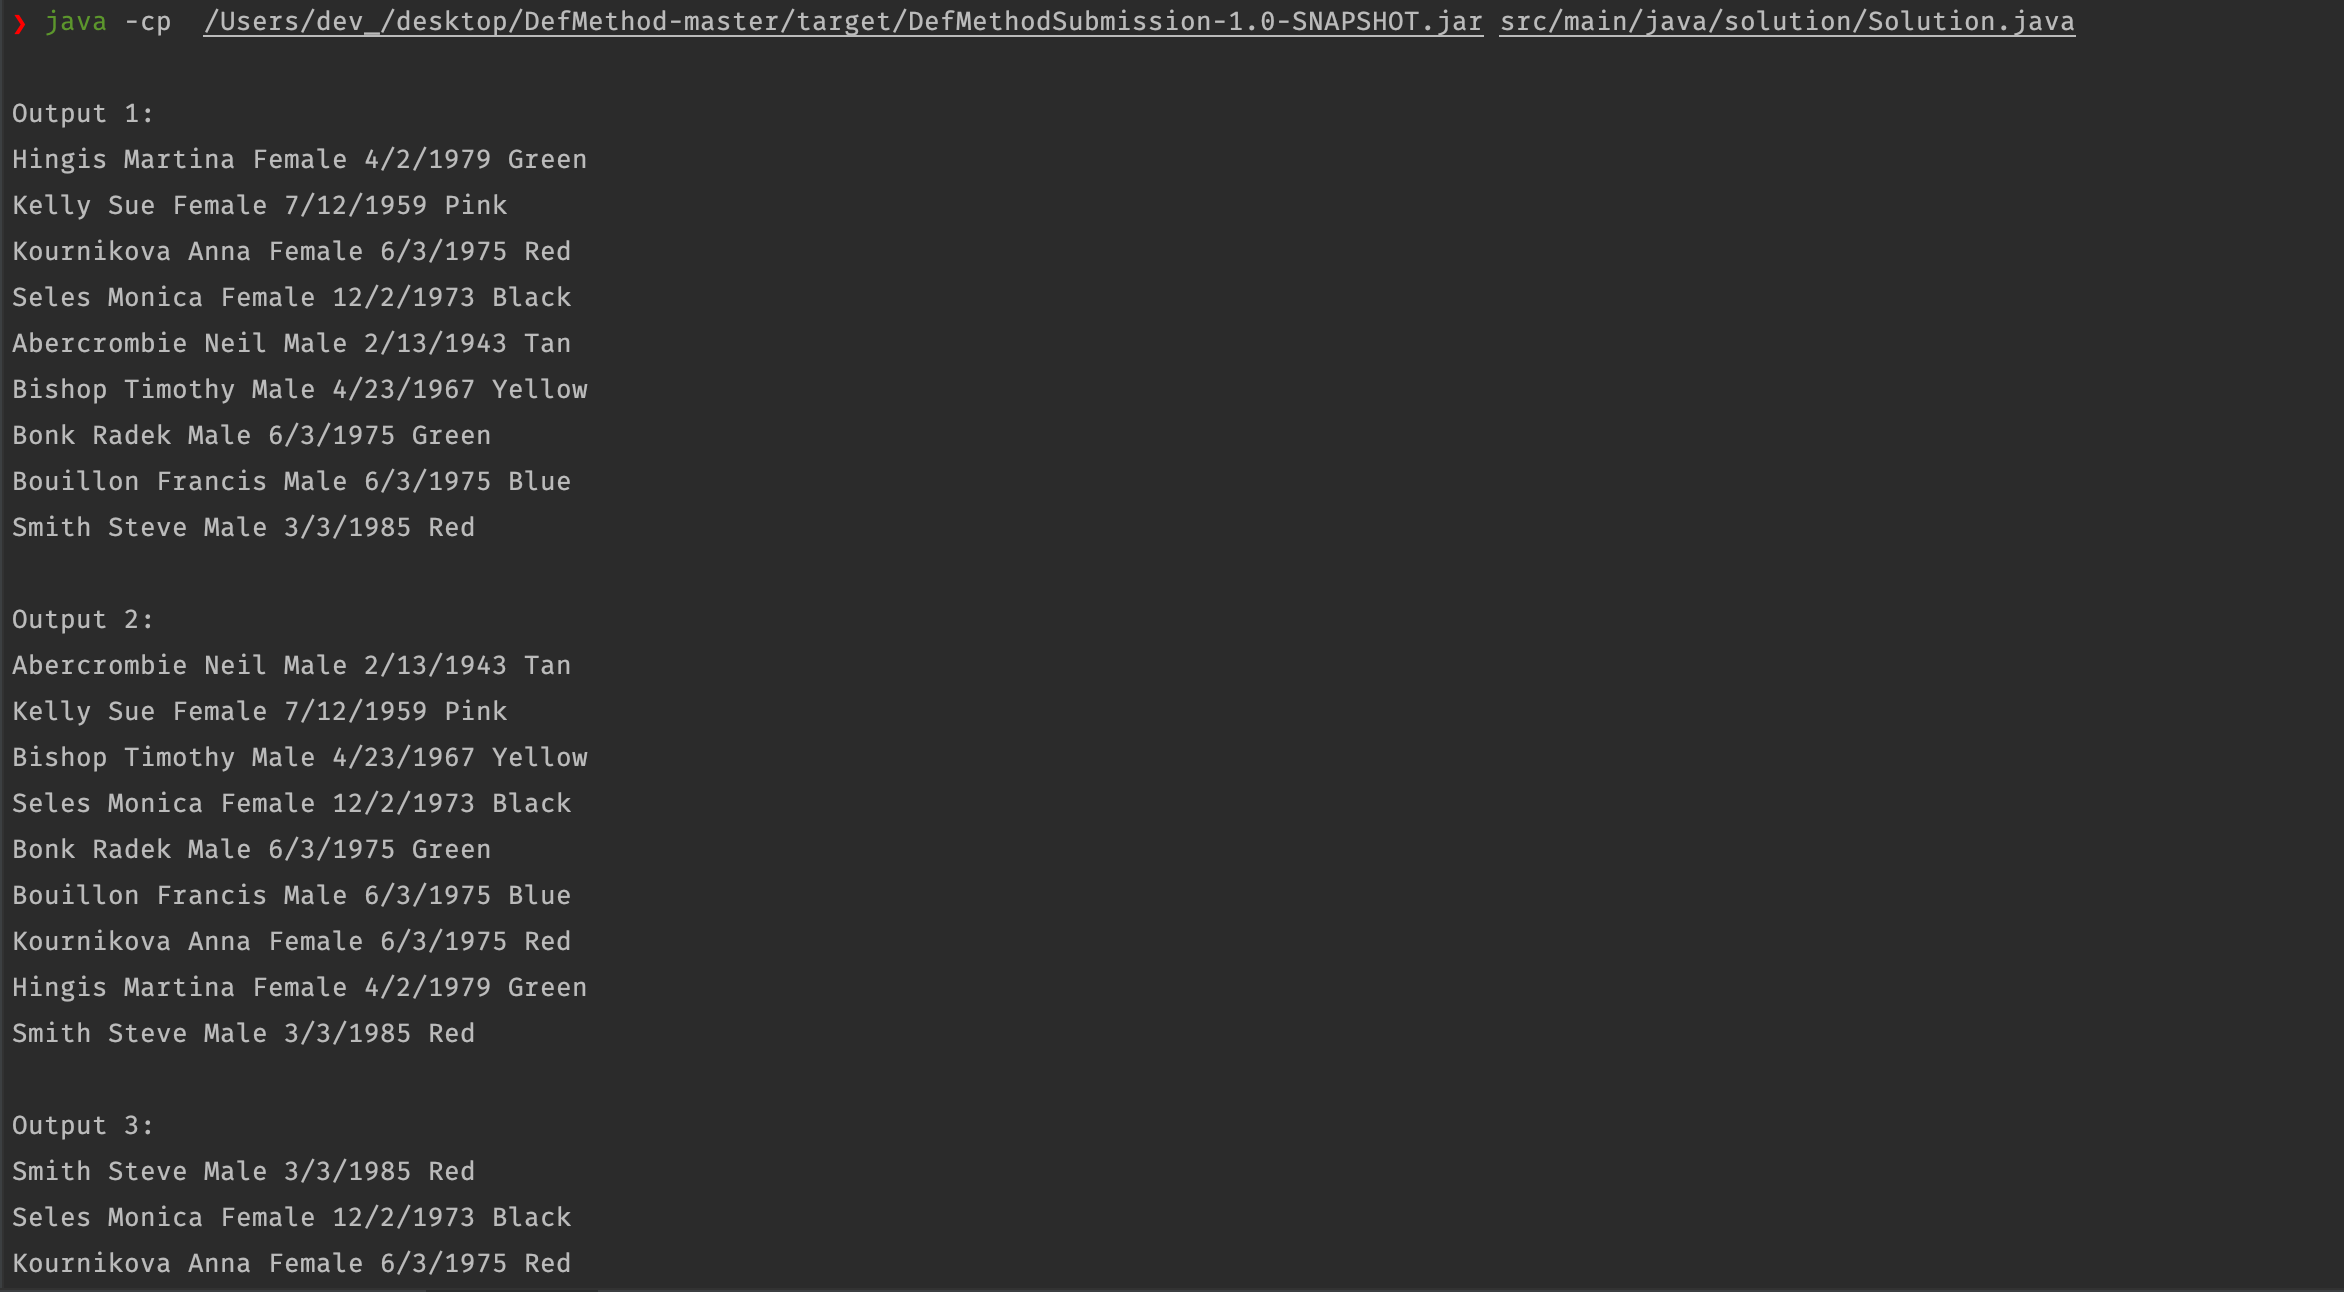 ❯ java -cp  /Users/dev_/desktop/DefMethod-master/target/DefMethodSubmission-1.0-SNAPSHOT.jar src/main/java/solution/Solution.java
Output 1:
Hingis Martina Female 4/2/1979 Green
Kelly Sue Female 7/12/1959 Pink
Kournikova Anna Female 6/3/1975 Red
Seles Monica Female 12/2/1973 Black
Abercrombie Neil Male 2/13/1943 Tan
Bishop Timothy Male 4/23/1967 Yellow
Bonk Radek Male 6/3/1975 Green
Bouillon Francis Male 6/3/1975 Blue
Smith Steve Male 3/3/1985 Red
Output 2:
Abercrombie Neil Male 2/13/1943 Tan
Kelly Sue Female 7/12/1959 Pink
Bishop Timothy Male 4/23/1967 Yellow
Seles Monica Female 12/2/1973 Black
Bonk Radek Male 6/3/1975 Green
Bouillon Francis Male 6/3/1975 Blue
Kournikova Anna Female 6/3/1975 Red
Hingis Martina Female 4/2/1979 Green
Smith Steve Male 3/3/1985 Red
Output 3:
Smith Steve Male 3/3/1985 Red
Seles Monica Female 12/2/1973 Black
Kournikova Anna Female 6/3/1975 Red